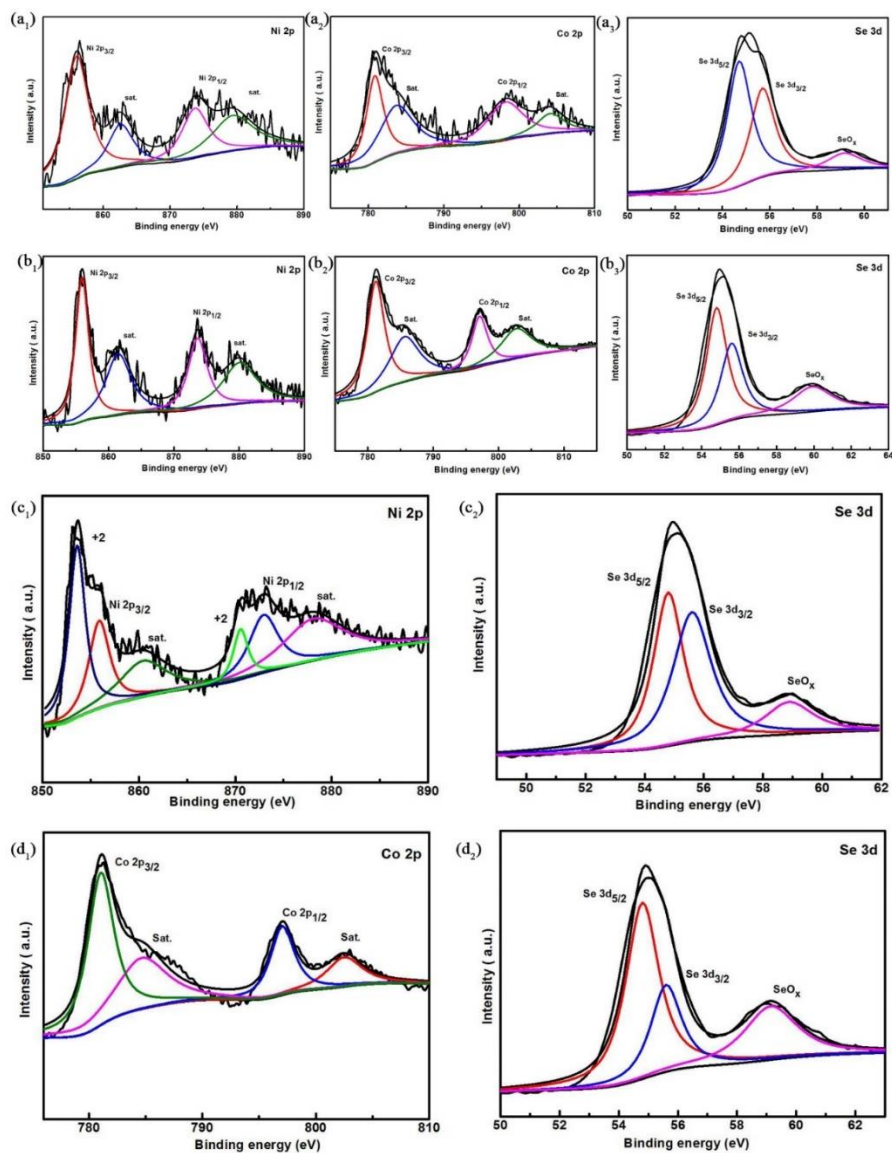 (a1)
Ni 2p
Ni 2p3/2
sat.
Ni 2p1/2
sat.
Intensity ( a.u.)
860 870 880 890
Binding energy (eV)
(a2)
Co 2p
Co 2p3/2
Sat.
Co 2p1/2
Sat.
Intensity ( a.u.)
780 790 800 810
Binding energy (eV)
(a3)
Se 3d
Se 3d5/2
Se 3d3/2
SeOx
Intensity ( a.u.)
50 52 54 56 58 60
Binding energy (eV)
(b1)
Ni 2p
Ni 2p3/2
sat.
Ni 2p1/2
sat.
Intensity ( a.u.)
850 860 870 880 890
Binding energy (eV)
(b2)
Co 2p
Co 2p3/2
Sat.
Co 2p1/2
Sat.
Intensity ( a.u.)
780 790 800 810
Binding energy (eV)
(b3)
Se 3d
Se 3d5/2
Se 3d3/2
SeOx
Intensity ( a.u.)
50 52 54 56 58 60 62 64
Binding energy (eV)
(c1)
Ni 2p
+2
Ni 2p3/2
sat.
+2
Ni 2p1/2
sat.
Intensity ( a.u.)
850 860 870 880 890
Binding energy (eV)
(c2)
Se 3d
Se 3d5/2
Se 3d3/2
SeOx
Intensity ( a.u.)
50 52 54 56 58 60 62
Binding energy (eV)
(d1)
Co 2p
Co 2p3/2
Sat.
Co 2p1/2
Sat.
Intensity ( a.u.)
780 790 800 810
Binding energy (eV)
(d2)
Se 3d
Se 3d5/2
Se 3d3/2
SeOx
Intensity ( a.u.)
50 52 54 56 58 60 62
Binding energy (eV)